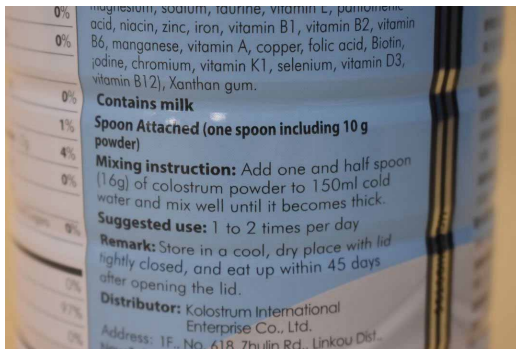 0%
0%
0%
1%
4%
0%
0%
0%
97%
0%
magnesium, sodium, taurine, vitamin E, pantothenic
acid, niacin, zinc, iron, vitamin B1, vitamin B2, vitamin
B6, manganese, vitamin A, copper, folic acid, Biotin,
iodine, chromium, vitamin K1, selenium, vitamin D3,
vitamin B12), Xanthan gum.
Contains milk
Spoon Attached (one spoon including 10 g
powder)
Mixing instruction: Add one and half spoon
(16g) of colostrum powder to 150ml cold
water and mix well until it becomes thick.
Suggested use: 1 to 2 times per day
Remark: Store in a cool, dry place with lid
tightly closed, and eat up within 45 days
after opening the lid.
Distributor: Kolostrum International
Enterprise Co., Ltd.
Address: 1F., No. 618, Zhulin Rd., Linkou Dist.,